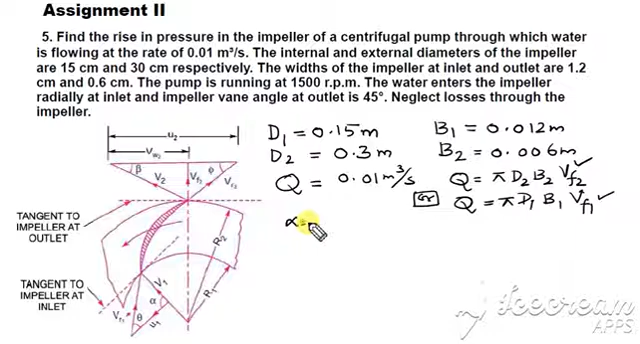 Assignment II
5. Find the rise in pressure in the impeller of a centrifugal pump through which water
is flowing at the rate of 0.01 m³/s. The internal and external diameters of the impeller
are 15 cm and 30 cm respectively. The widths of the impeller at inlet and outlet are 1.2
cm and 0.6 cm. The pump is running at 1500 r.p.m. The water enters the impeller
radially at inlet and impeller vane angle at outlet is 45°. Neglect losses through the
impeller.
D₁ = 0.15m
D₂ = 0.3m
Q = 0.01 m³/s
α=
B₁ = 0.012m
B₂ = 0.006m
Q = π D₂ B₂ Vf₂ ✓
Or Q = π D₁ B₁ Vf₁ ✓
u₂
Vw₂
β
V₂
Vf₂
Vr₂
φ
TANGENT TO
IMPELLER AT
OUTLET
R₂
R₁
TANGENT TO
IMPELLER AT
INLET
V₁
α
Vr₁
θ
u₁
Icecream
APPS